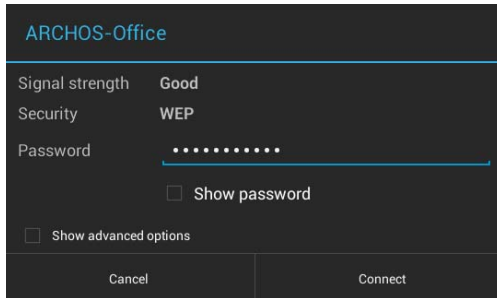 ARCHOS-Office
Signal strength Good
Security WEP
Password •••••••••••
Show password
Show advanced options
Cancel Connect